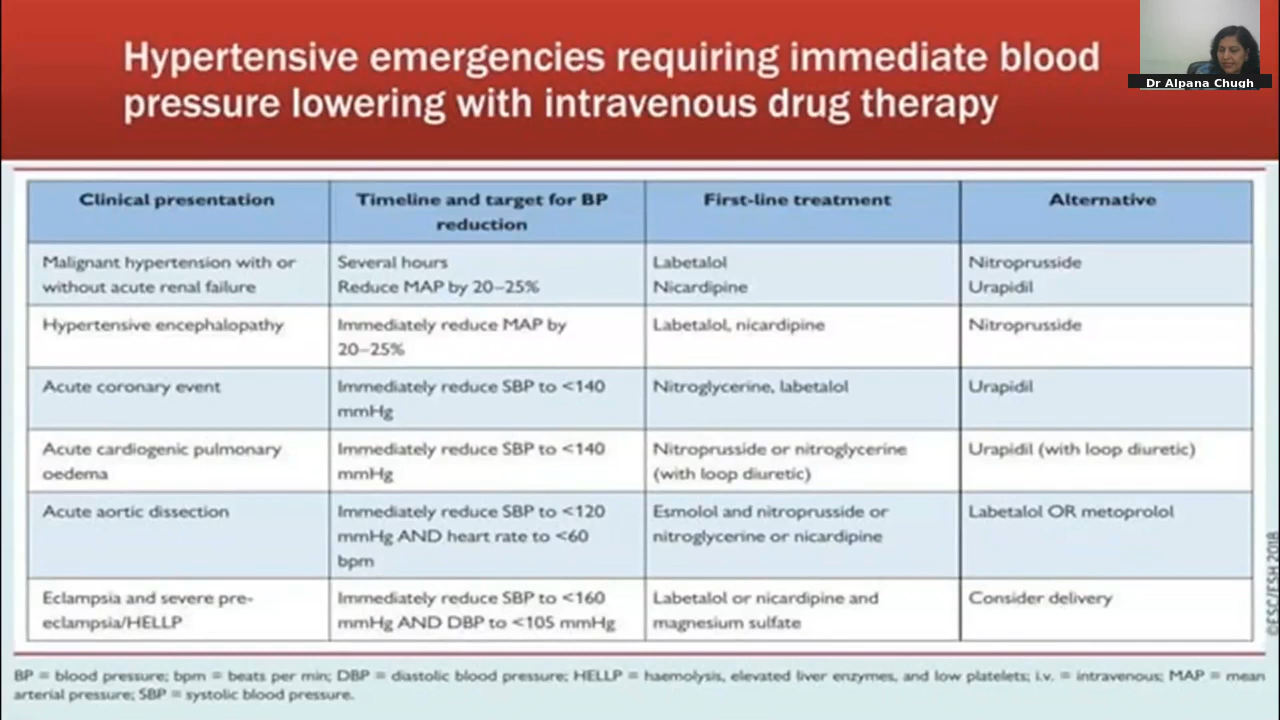 Hypertensive emergencies requiring immediate blood
pressure lowering with intravenous drug therapy
Dr Alpana Chugh
Clinical presentation
Timeline and target for BP
reduction
First-line treatment
Alternative
Malignant hypertension with or
without acute renal failure
Several hours
Reduce MAP by 20–25%
Labetalol
Nicardipine
Nitroprusside
Urapidil
Hypertensive encephalopathy
Immediately reduce MAP by
20–25%
Labetalol, nicardipine
Nitroprusside
Acute coronary event
Immediately reduce SBP to <140
mmHg
Nitroglycerine, labetalol
Urapidil
Acute cardiogenic pulmonary
oedema
Immediately reduce SBP to <140
mmHg
Nitroprusside or nitroglycerine
(with loop diuretic)
Urapidil (with loop diuretic)
Acute aortic dissection
Immediately reduce SBP to <120
mmHg AND heart rate to <60
bpm
Esmolol and nitroprusside or
nitroglycerine or nicardipine
Labetalol OR metoprolol
Eclampsia and severe pre-
eclampsia/HELLP
Immediately reduce SBP to <160
mmHg AND DBP to <105 mmHg
Labetalol or nicardipine and
magnesium sulfate
Consider delivery
©ESC/ESH 2018
BP = blood pressure; bpm = beats per min; DBP = diastolic blood pressure; HELLP = haemolysis, elevated liver enzymes, and low platelets; i.v. = intravenous; MAP = mean
arterial pressure; SBP = systolic blood pressure.